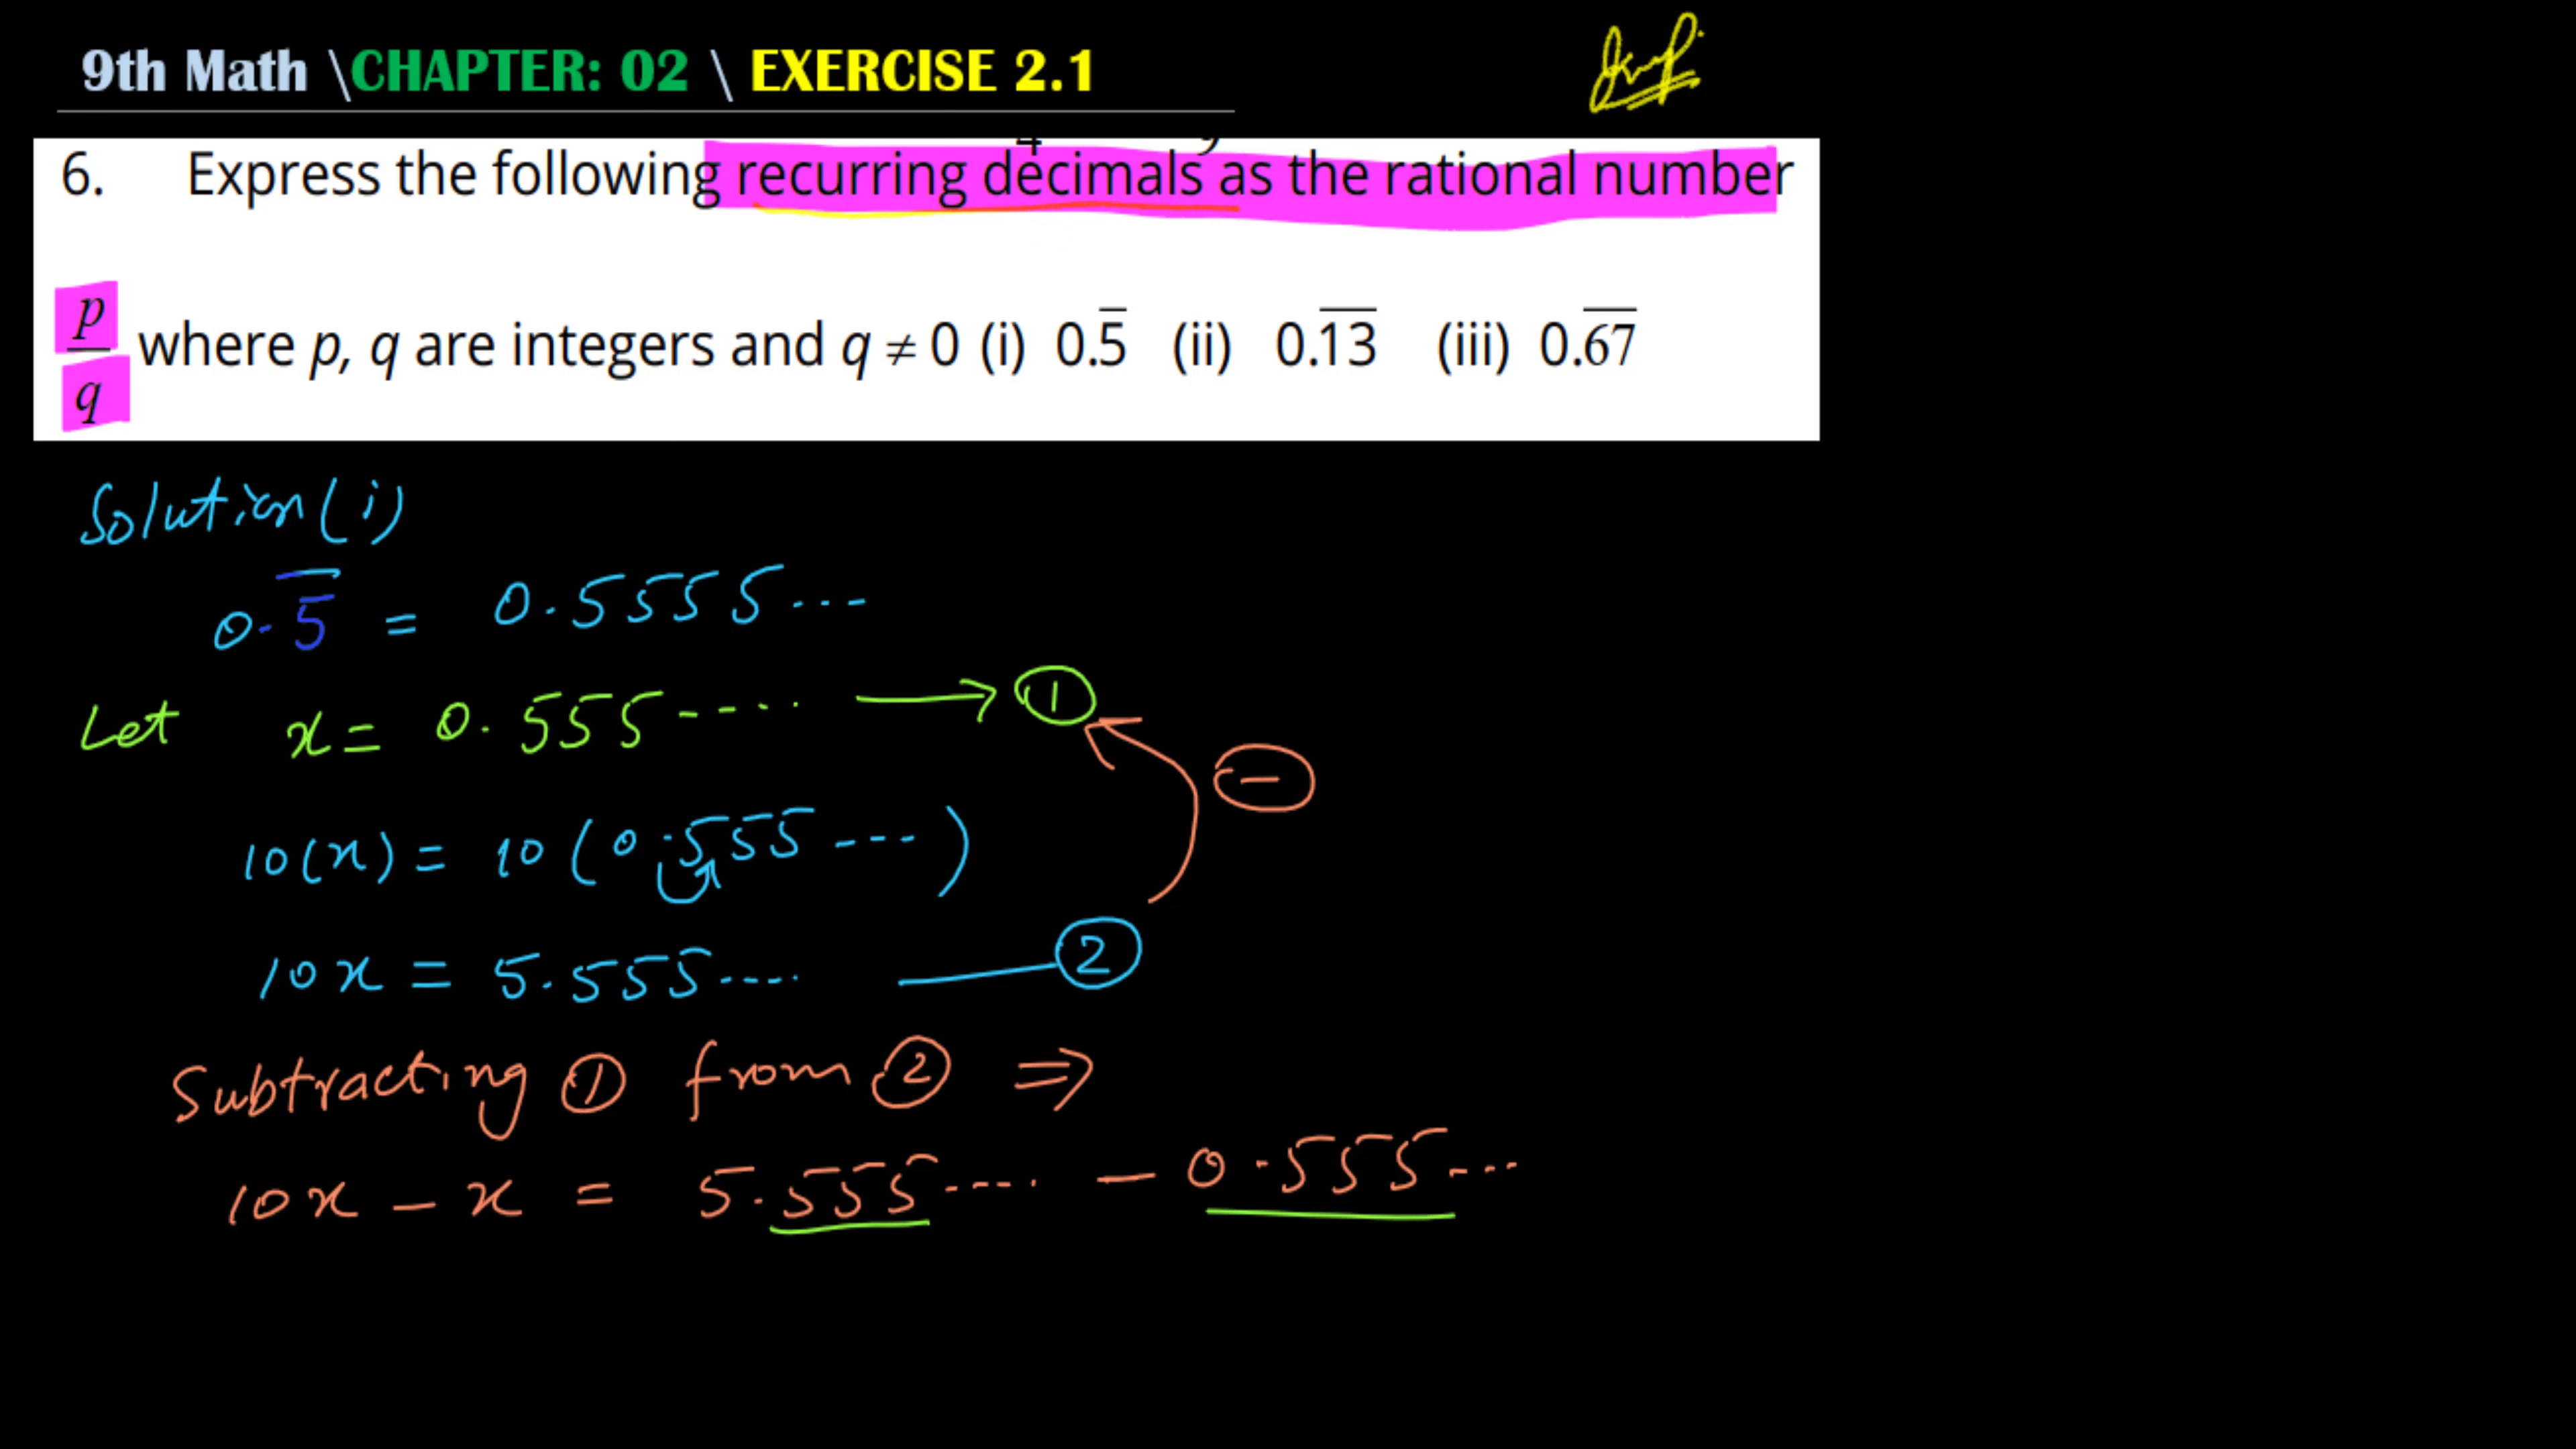 9th Math \CHAPTER: 02 \ EXERCISE 2.1
6. Express the following recurring decimals as the rational number
p/q where p, q are integers and q ≠ 0 (i) 0.5̅ (ii) 0.1̅3̅ (iii) 0.6̅7̅
Solution (i)
0.5̅ = 0.5555...
Let x = 0.555---- → ①
−
10(x) = 10 (0.555---)
10x = 5.555.... — ②
Subtracting ① from ② ⇒
10x − x = 5.555.... − 0.555...